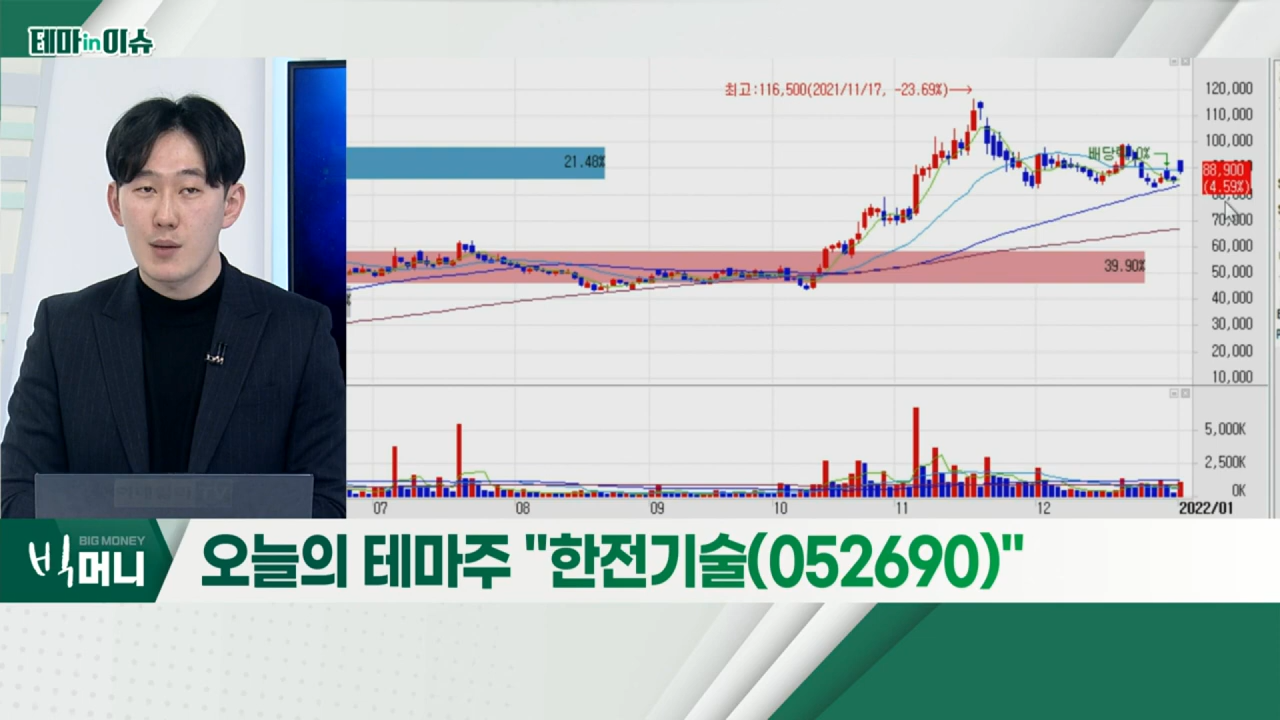 테마in이슈
최고:116,500(2021/11/17, -23.69%)→
120,000
110,000
100,000
21.48%
88,900
(4.59%)
80,000
70,000
60,000
39.90%
50,000
40,000
30,000
20,000
10,000
5,000K
2,500K
0K
07 08 09 10 11 12 2022/01
BIG MONEY
빅머니
오늘의 테마주 "한전기술(052690)"